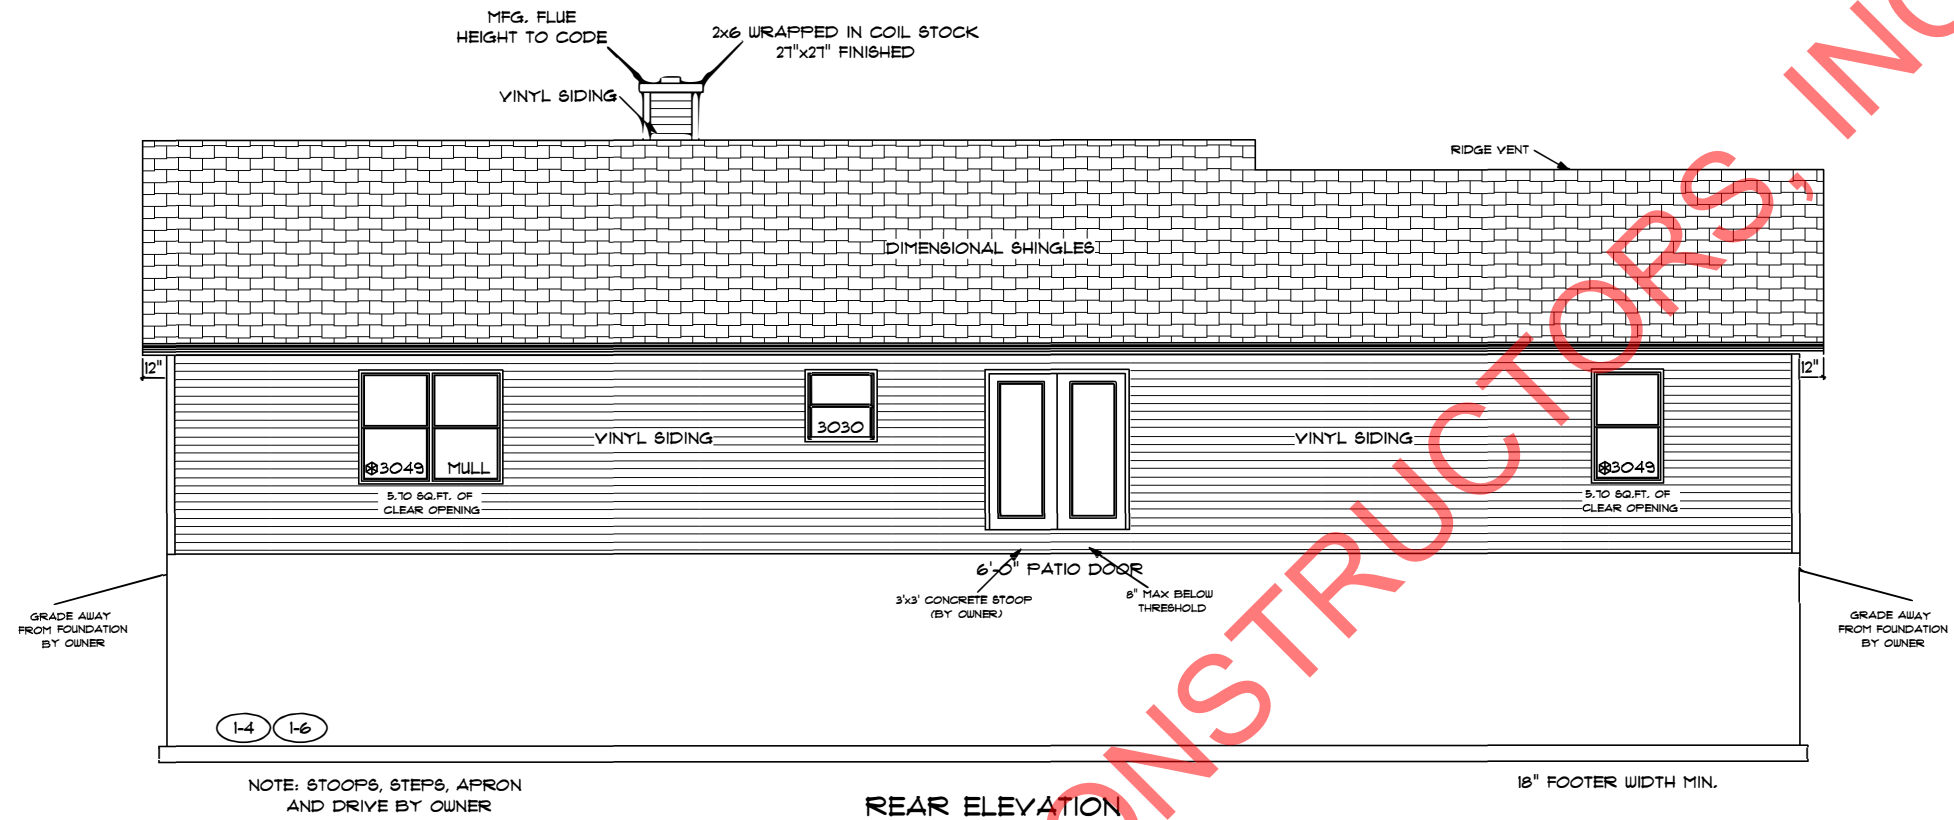 MFG. FLUE
HEIGHT TO CODE
2x6 WRAPPED IN COIL STOCK
27"x27" FINISHED
VINYL SIDING
RIDGE VENT
DIMENSIONAL SHINGLES
12"
12"
3030
VINYL SIDING
VINYL SIDING
3049 MULL
3049
5.70 SQ.FT. OF
CLEAR OPENING
5.70 SQ.FT. OF
CLEAR OPENING
6'-0" PATIO DOOR
3'x3' CONCRETE STOOP
(BY OWNER)
8" MAX BELOW
THRESHOLD
GRADE AWAY
FROM FOUNDATION
BY OWNER
GRADE AWAY
FROM FOUNDATION
BY OWNER
1-4 1-6
NOTE: STOOPS, STEPS, APRON
AND DRIVE BY OWNER
18" FOOTER WIDTH MIN.
REAR ELEVATION
ONSTRUCTORS, INC